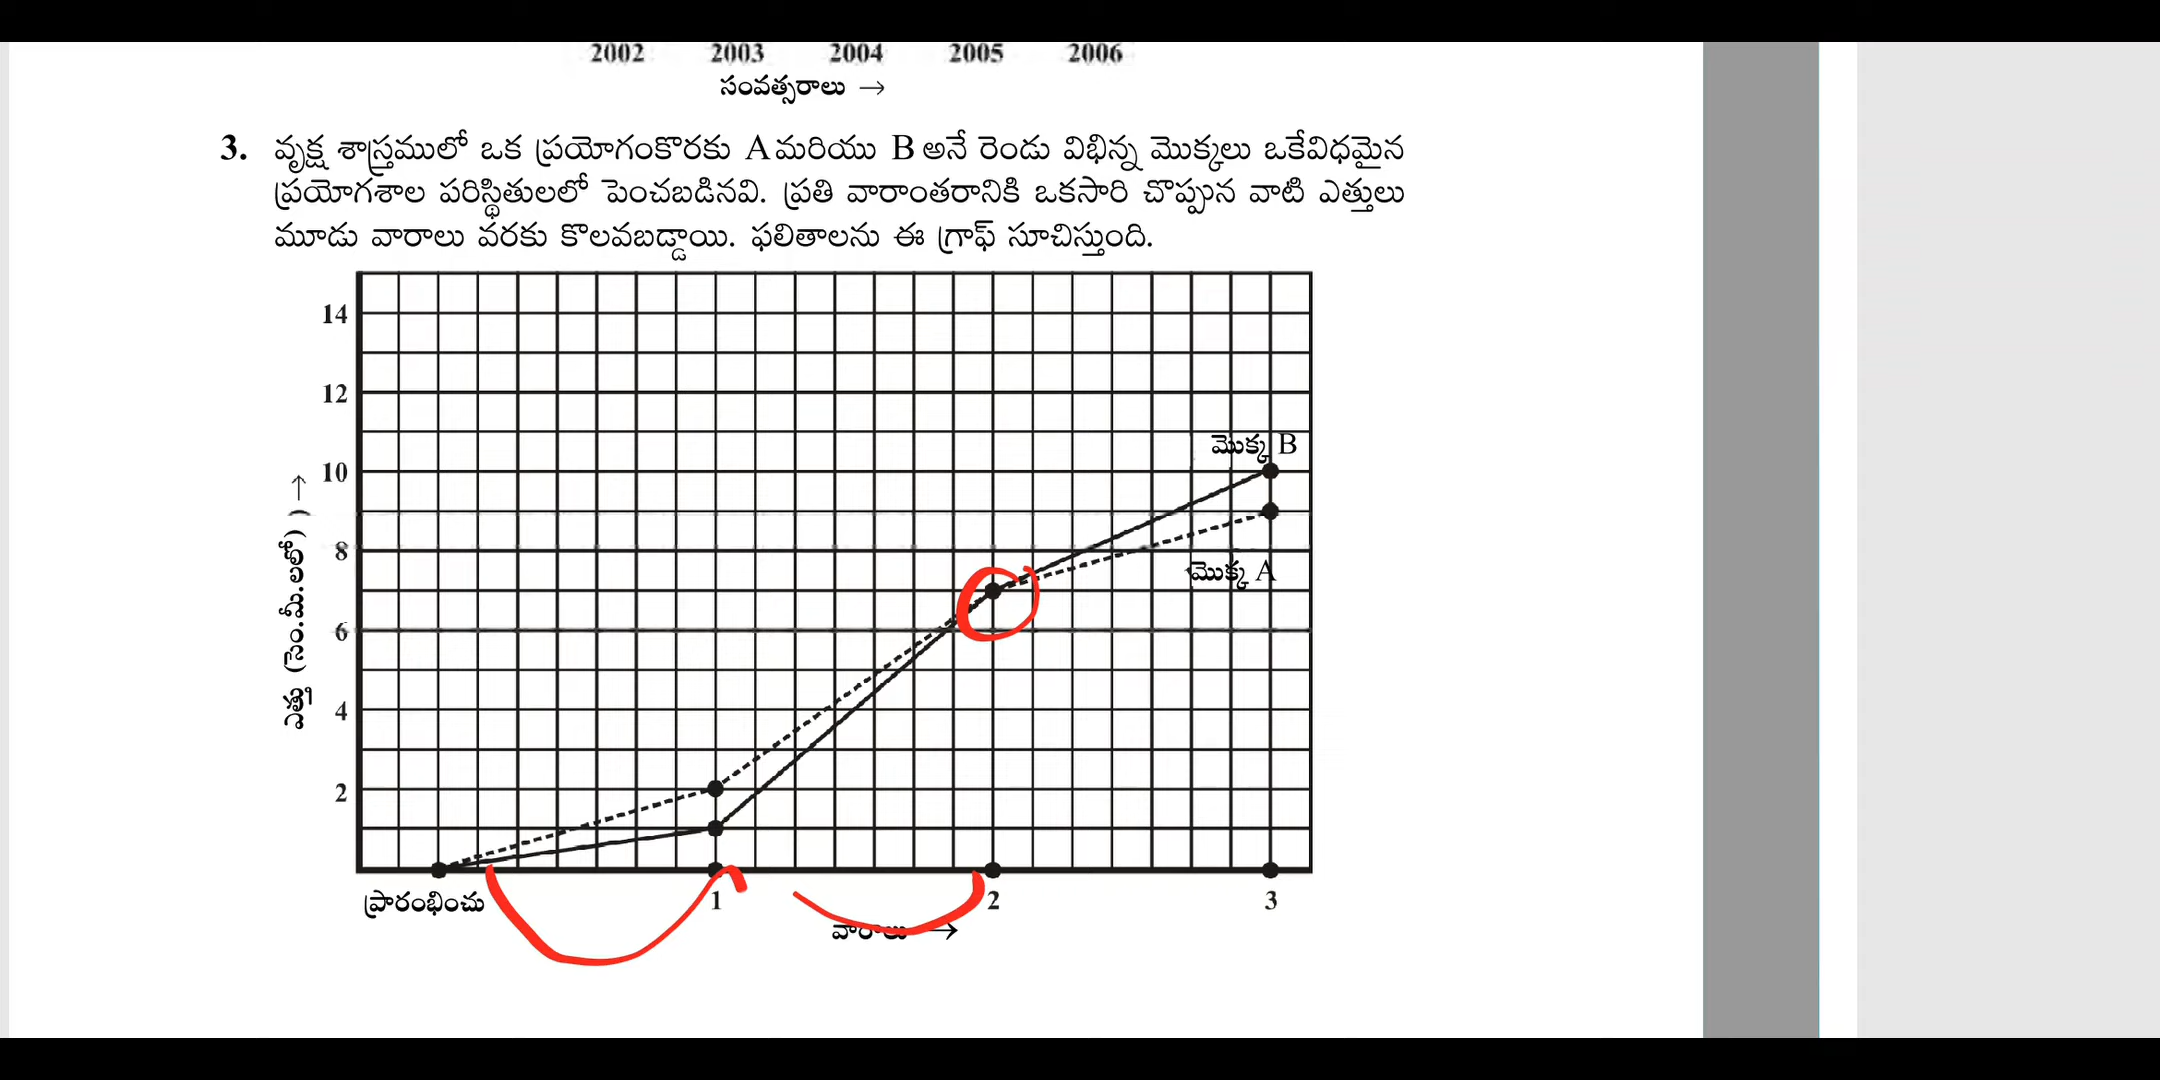 2002 2003 2004 2005 2006
సంవత్సరాలు →
3. వృక్ష శాస్త్రములో ఒక ప్రయోగంకొరకు A మరియు B అనే రెండు విభిన్న మొక్కలు ఒకేవిధమైన
ప్రయోగశాల పరిస్థితులలో పెంచబడినవి. ప్రతి వారాంతరానికి ఒకసారి చొప్పున వాటి ఎత్తులు
మూడు వారాలు వరకు కొలవబడ్డాయి. ఫలితాలను ఈ గ్రాఫ్ సూచిస్తుంది.
14
12
మొక్క B
10
8
మొక్క A
6
4
2
ఎత్తు (సెం.మీ.లలో) →
ప్రారంభించు 1 2 3
వారాలు →